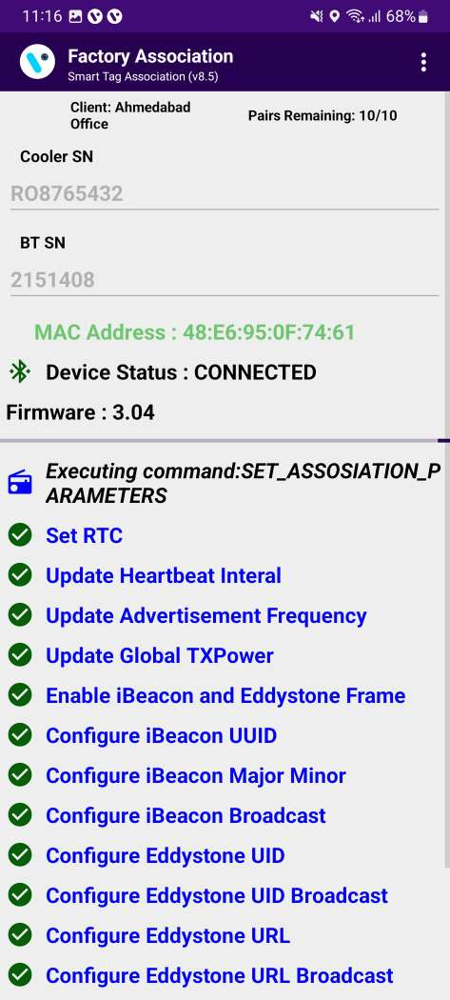 11:16 68%
Factory Association
Smart Tag Association (v8.5)
Client: Ahmedabad
Office
Pairs Remaining: 10/10
Cooler SN
RO8765432
BT SN
2151408
MAC Address : 48:E6:95:0F:74:61
Device Status : CONNECTED
Firmware : 3.04
Executing command:SET_ASSOSIATION_P
ARAMETERS
Set RTC
Update Heartbeat Interal
Update Advertisement Frequency
Update Global TXPower
Enable iBeacon and Eddystone Frame
Configure iBeacon UUID
Configure iBeacon Major Minor
Configure iBeacon Broadcast
Configure Eddystone UID
Configure Eddystone UID Broadcast
Configure Eddystone URL
Configure Eddystone URL Broadcast